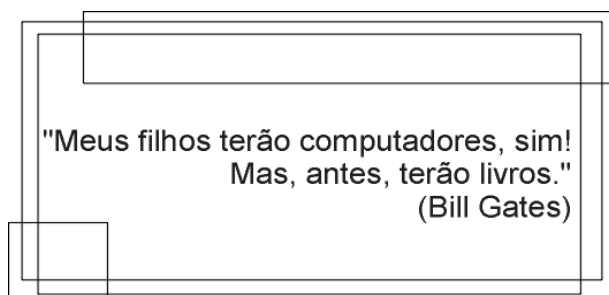 "Meus filhos terão computadores, sim!
Mas, antes, terão livros."
(Bill Gates)